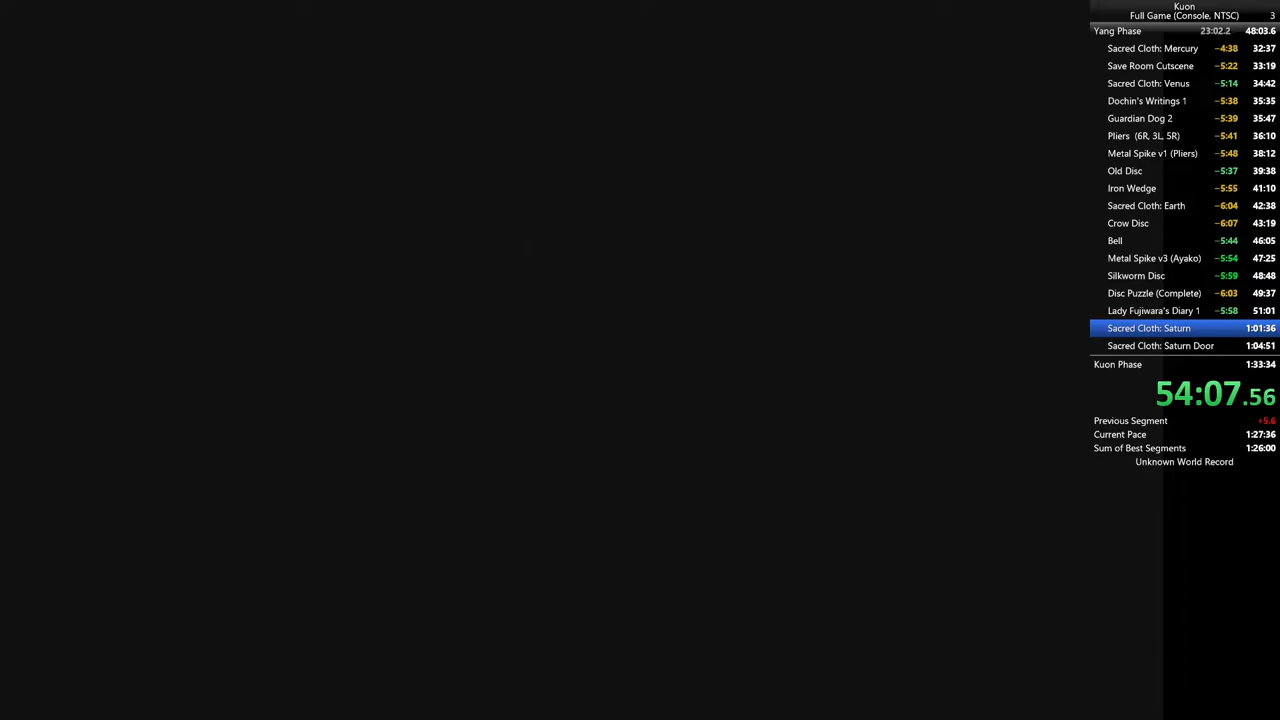 Kuon
Full Game (Console, NTSC) 3
Yang Phase 23:02.2 48:03.6
Sacred Cloth: Mercury −4:38 32:37
Save Room Cutscene −5:22 33:19
Sacred Cloth: Venus −5:14 34:42
Dochin's Writings 1 −5:38 35:35
Guardian Dog 2 −5:39 35:47
Pliers (6R, 3L, 5R) −5:41 36:10
Metal Spike v1 (Pliers) −5:48 38:12
Old Disc −5:37 39:38
Iron Wedge −5:55 41:10
Sacred Cloth: Earth −6:04 42:38
Crow Disc −6:07 43:19
Bell −5:44 46:05
Metal Spike v3 (Ayako) −5:54 47:25
Silkworm Disc −5:59 48:48
Disc Puzzle (Complete) −6:03 49:37
Lady Fujiwara's Diary 1 −5:58 51:01
Sacred Cloth: Saturn 1:01:36
Sacred Cloth: Saturn Door 1:04:51
Kuon Phase 1:33:34
54:07.56
Previous Segment +5.6
Current Pace 1:27:36
Sum of Best Segments 1:26:00
Unknown World Record